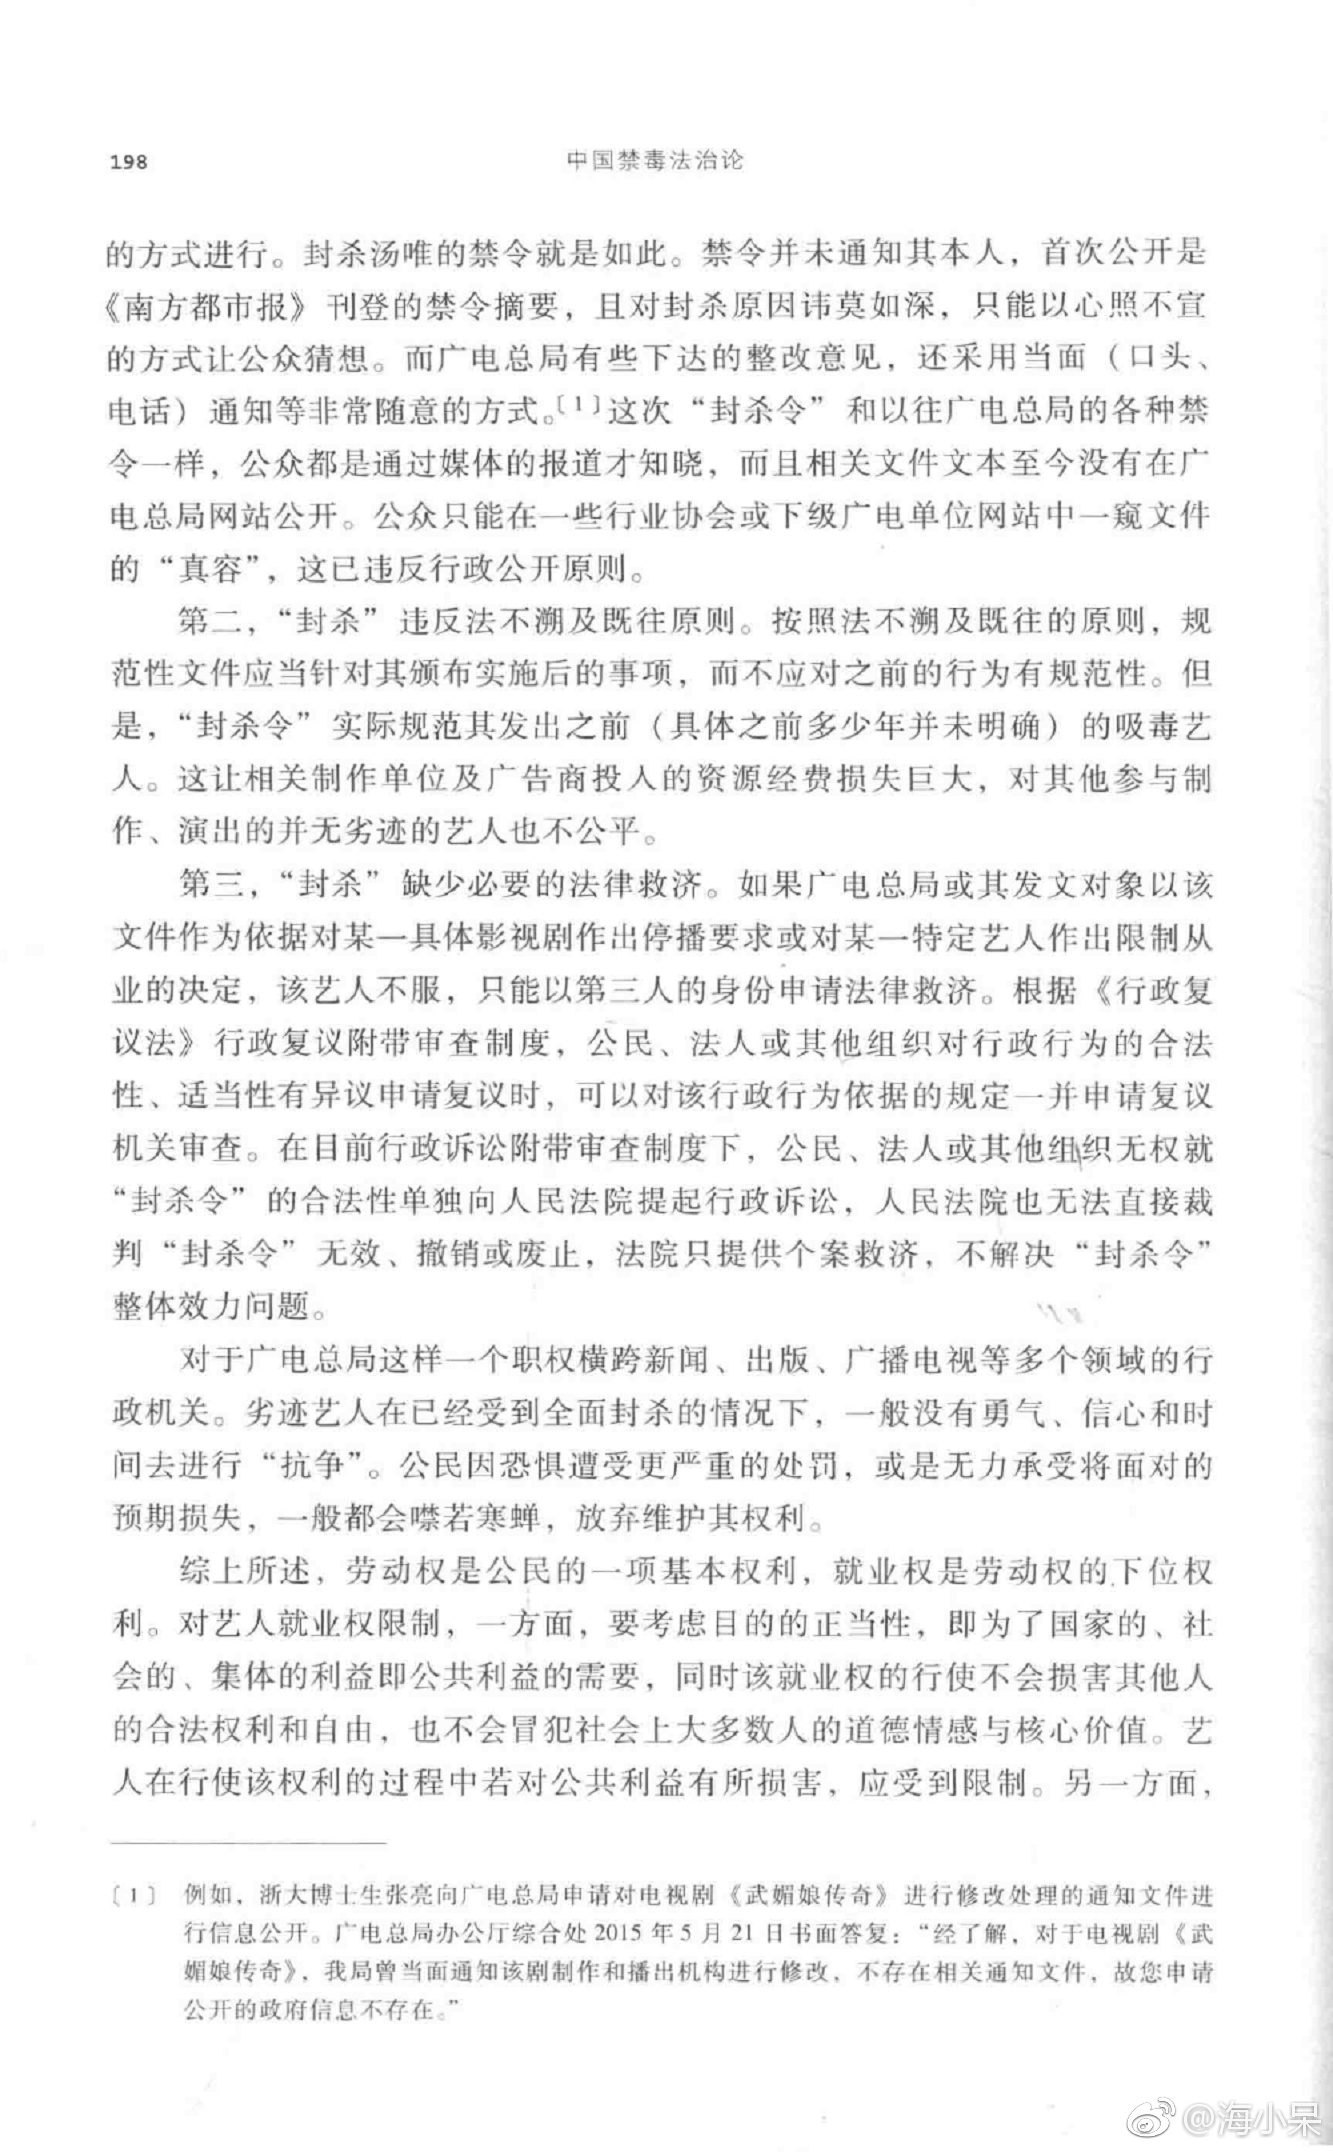 198
中国禁毒法治论
的方式进行。封杀汤唯的禁令就是如此。禁令并未通知其本人，首次公开是
《南方都市报》刊登的禁令摘要，且对封杀原因讳莫如深，只能以心照不宣
的方式让公众猜想。而广电总局有些下达的整改意见，还采用当面（口头、
电话）通知等非常随意的方式。〔1〕这次“封杀令”和以往广电总局的各种禁
令一样，公众都是通过媒体的报道才知晓，而且相关文件文本至今没有在广
电总局网站公开。公众只能在一些行业协会或下级广电单位网站中一窥文件
的“真容”，这已违反行政公开原则。
第二，“封杀”违反法不溯及既往原则。按照法不溯及既往的原则，规
范性文件应当针对其颁布实施后的事项，而不应对之前的行为有规范性。但
是，“封杀令”实际规范其发出之前（具体之前多少年并未明确）的吸毒艺
人。这让相关制作单位及广告商投入的资源经费损失巨大，对其他参与制
作、演出的并无劣迹的艺人也不公平。
第三，“封杀”缺少必要的法律救济。如果广电总局或其发文对象以该
文件作为依据对某一具体影视剧作出停播要求或对某一特定艺人作出限制从
业的决定，该艺人不服，只能以第三人的身份申请法律救济。根据《行政复
议法》行政复议附带审查制度，公民、法人或其他组织对行政行为的合法
性、适当性有异议申请复议时，可以对该行政行为依据的规定一并申请复议
机关审查。在目前行政诉讼附带审查制度下，公民、法人或其他组织无权就
“封杀令”的合法性单独向人民法院提起行政诉讼，人民法院也无法直接裁
判“封杀令”无效、撤销或废止，法院只提供个案救济，不解决“封杀令”
整体效力问题。
对于广电总局这样一个职权横跨新闻、出版、广播电视等多个领域的行
政机关。劣迹艺人在已经受到全面封杀的情况下，一般没有勇气、信心和时
间去进行“抗争”。公民因恐惧遭受更严重的处罚，或是无力承受将面对的
预期损失，一般都会噤若寒蝉，放弃维护其权利。
综上所述，劳动权是公民的一项基本权利，就业权是劳动权的下位权
利。对艺人就业权限制，一方面，要考虑目的的正当性，即为了国家的、社
会的、集体的利益即公共利益的需要，同时该就业权的行使不会损害其他人
的合法权利和自由，也不会冒犯社会上大多数人的道德情感与核心价值。艺
人在行使该权利的过程中若对公共利益有所损害，应受到限制。另一方面，
〔1〕 例如，浙大博士生张亮向广电总局申请对电视剧《武媚娘传奇》进行修改处理的通知文件进
行信息公开。广电总局办公厅综合处2015年5月21日书面答复：“经了解，对于电视剧《武
媚娘传奇》，我局曾当面通知该剧制作和播出机构进行修改，不存在相关通知文件，故您申请
公开的政府信息不存在。”
@海小呆